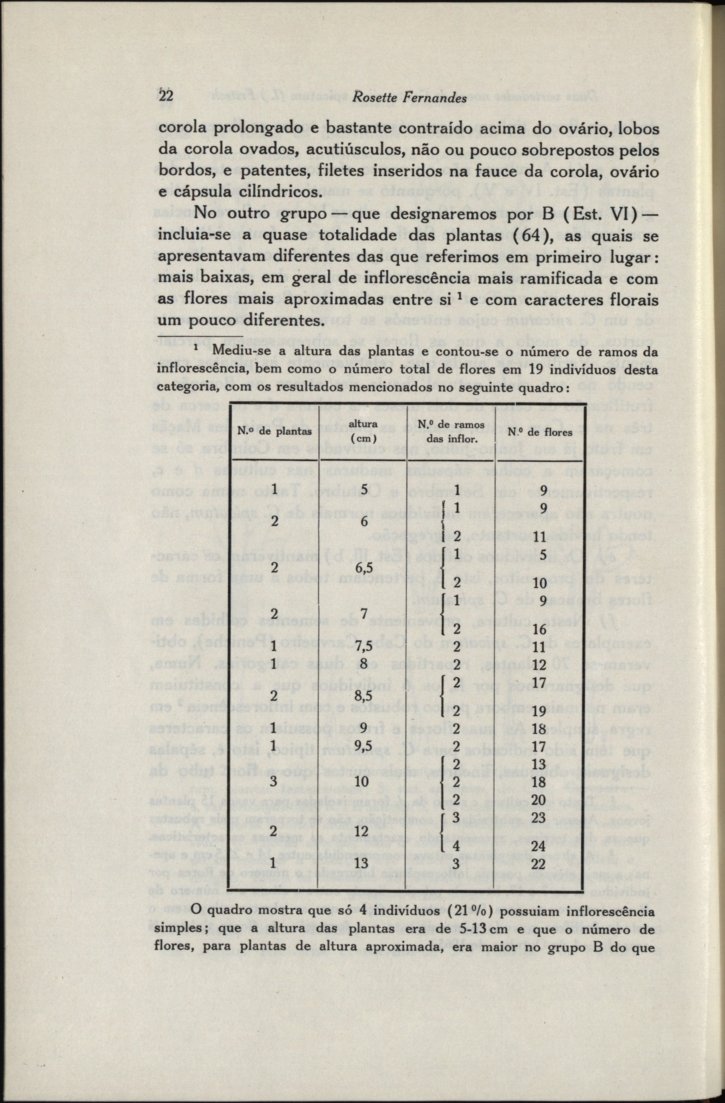 22 Rosette Fernandes
corola prolongado e bastante contraído acima do ovário, lobos
da corola ovados, acutiúsculos, não ou pouco sobrepostos pelos
bordos, e patentes, filetes inseridos na fauce da corola, ovário
e cápsula cilíndricos.
No outro grupo — que designaremos por B (Est. VI) —
incluia-se a quase totalidade das plantas (64), as quais se
apresentavam diferentes das que referimos em primeiro lugar:
mais baixas, em geral de inflorescência mais ramificada e com
as flores mais aproximadas entre si ¹ e com caracteres florais
um pouco diferentes.
¹ Mediu-se a altura das plantas e contou-se o número de ramos da
inflorescência, bem como o número total de flores em 19 indivíduos desta
categoria, com os resultados mencionados no seguinte quadro:
N.º de plantas altura (cm) N.º de ramos das inflor. N.º de flores
1 5 1 9
1 9
2 6
2 11
1 5
2 6,5
2 10
1 9
2 7
2 16
1 7,5 2 11
1 8 2 12
2 17
2 8,5
2 19
1 9 2 18
1 9,5 2 17
2 13
3 10 2 18
2 20
3 23
2 12
4 24
1 13 3 22
O quadro mostra que só 4 indivíduos (21 %) possuiam inflorescência
simples; que a altura das plantas era de 5-13 cm e que o número de
flores, para plantas de altura aproximada, era maior no grupo B do que